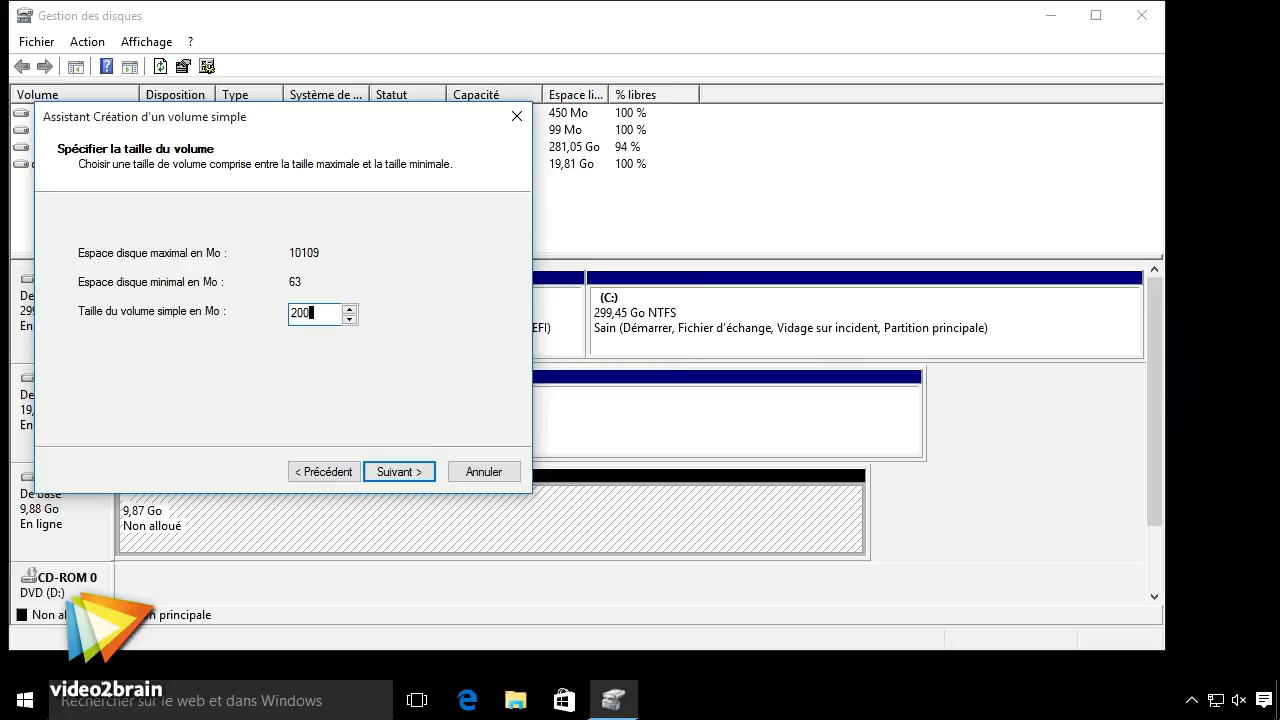 Gestion des disques
Fichier Action Affichage ?
Volume Disposition Type Système de ... Statut Capacité Espace li... % libres
450 Mo 100 %
99 Mo 100 %
281,05 Go 94 %
19,81 Go 100 %
Assistant Création d'un volume simple
Spécifier la taille du volume
Choisir une taille de volume comprise entre la taille maximale et la taille minimale.
Espace disque maximal en Mo : 10109
Espace disque minimal en Mo : 63
Taille du volume simple en Mo : 200
< Précédent Suivant > Annuler
De
299
En
EFI)
(C:)
299,45 Go NTFS
Sain (Démarrer, Fichier d'échange, Vidage sur incident, Partition principale)
De
19,
En
De base
9,88 Go
En ligne
9,87 Go
Non alloué
CD-ROM 0
DVD (D:)
Non al
n principale
video2brain
Rechercher sur le web et dans Windows